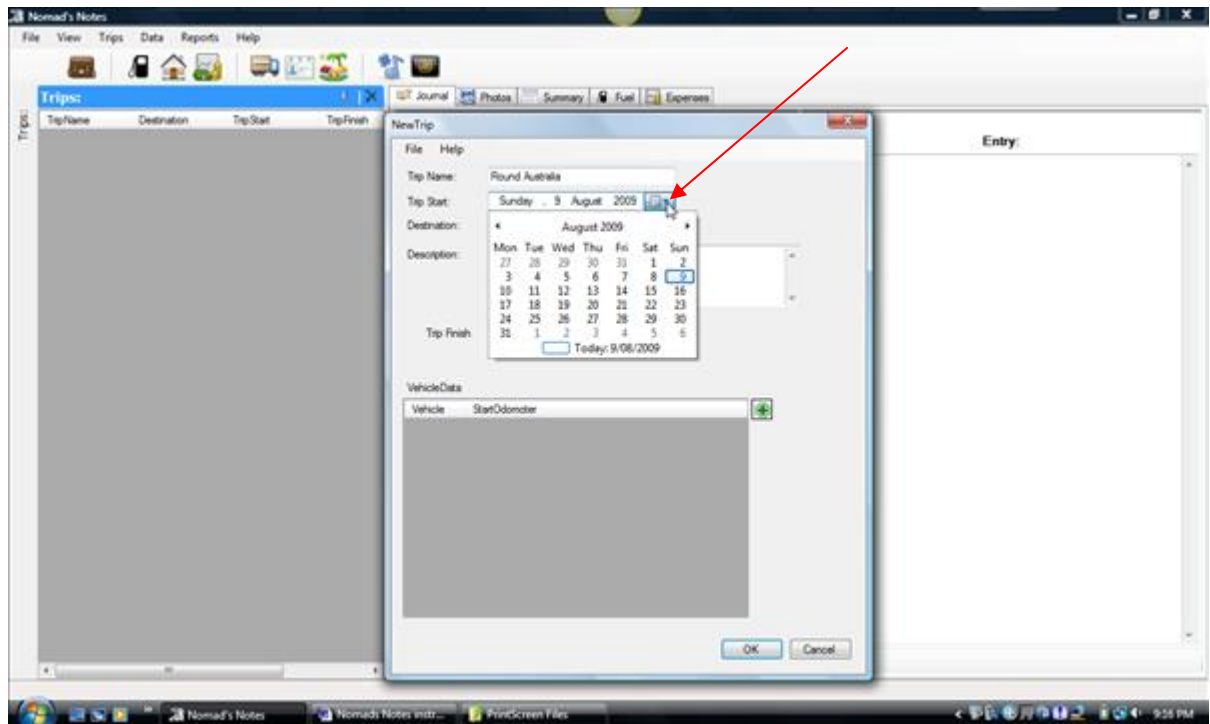 Nomad's Notes
File View Trips Data Reports Help
Trips:
Trips:
TripName Destination TripStart TripFinish
Journal Photos Summary Fuel Expenses
Entry:
NewTrip
File Help
Trip Name: Round Australia
Trip Start: Sunday , 9 August 2009
Destination:
Description:
August 2009
Mon Tue Wed Thu Fri Sat Sun
27 28 29 30 31 1 2
3 4 5 6 7 8 9
10 11 12 13 14 15 16
17 18 19 20 21 22 23
24 25 26 27 28 29 30
31 1 2 3 4 5 6
Today: 9/08/2009
Trip Finish
VehicleData
Vehicle StartOdometer
OK Cancel
Nomad's Notes Nomads Notes instr... PrintScreen Files 9:56 PM